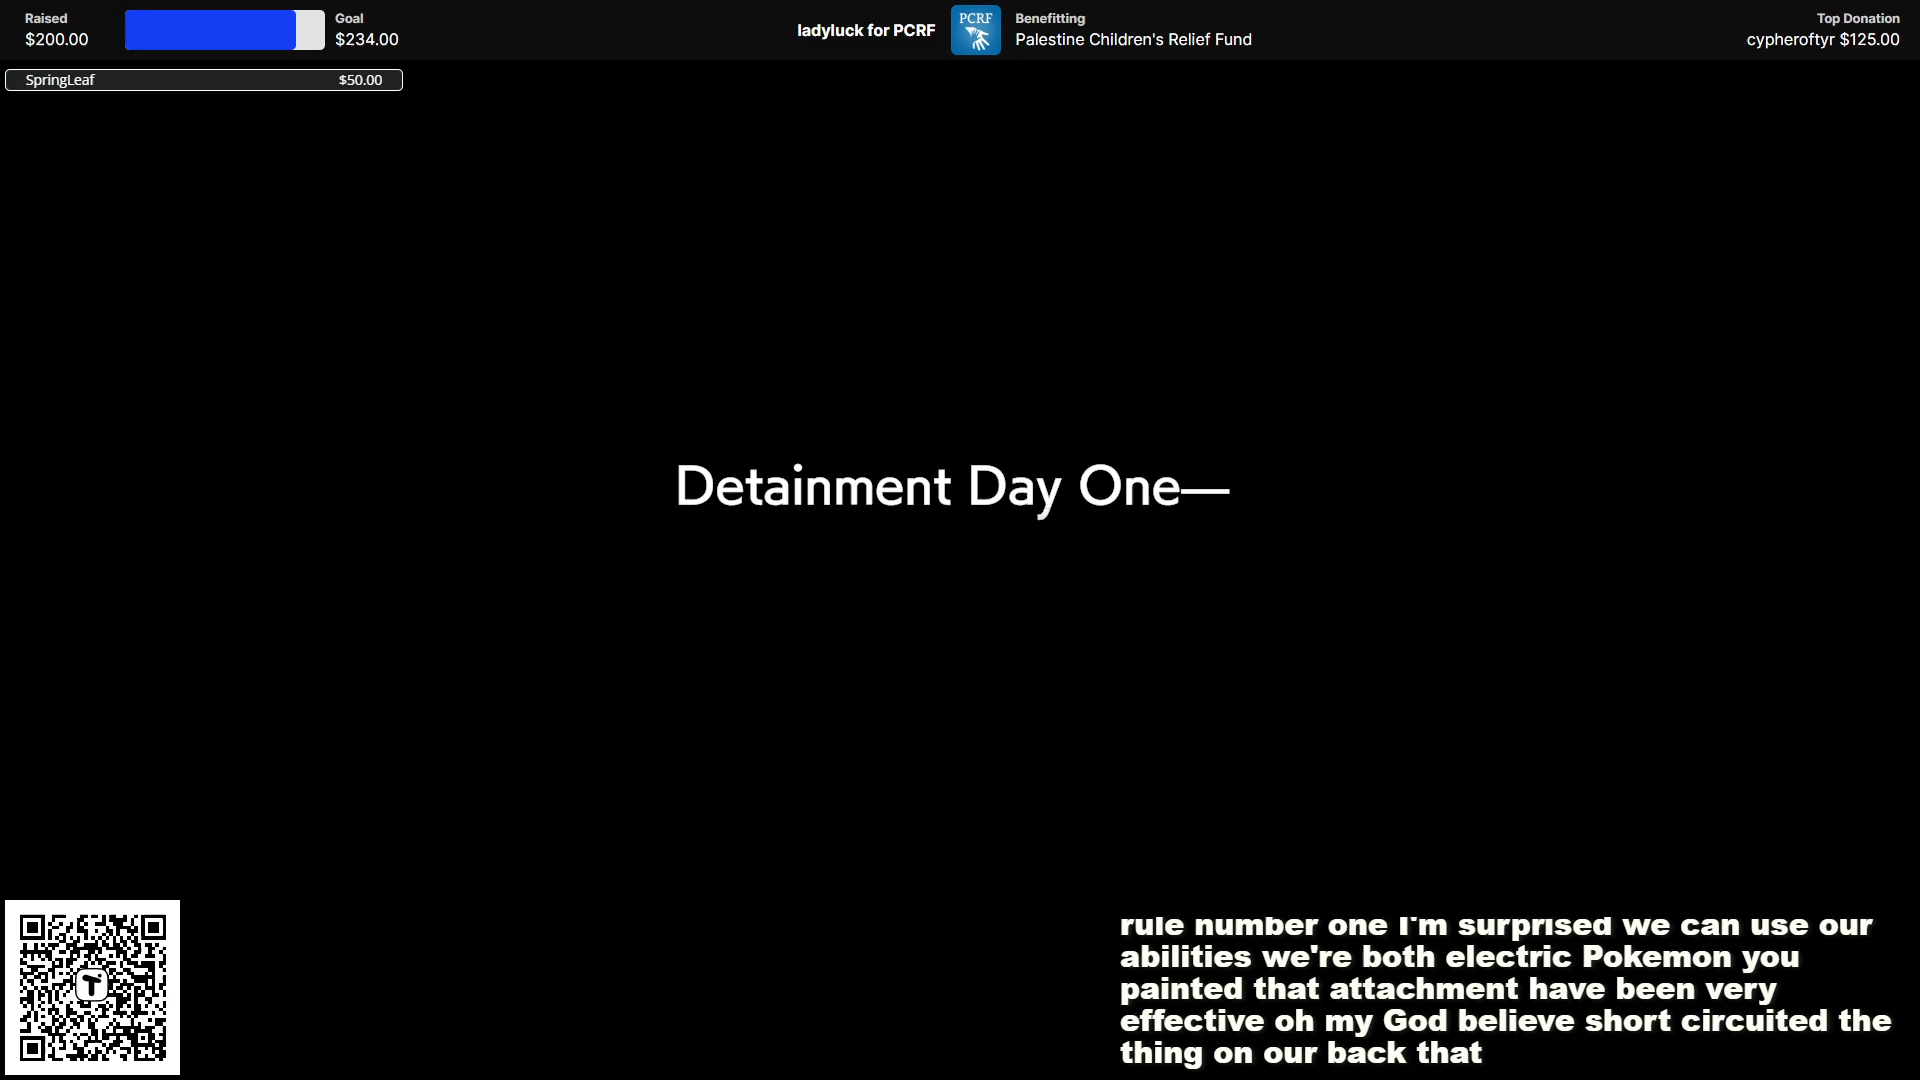 Raised
$200.00
Goal
$234.00
ladyluck for PCRF
PCRF
Benefitting
Palestine Children's Relief Fund
Top Donation
cypheroftyr $125.00
SpringLeaf $50.00
Detainment Day One—
rule number one I'm surprised we can use our
abilities we're both electric Pokemon you
painted that attachment have been very
effective oh my God believe short circuited the
thing on our back that